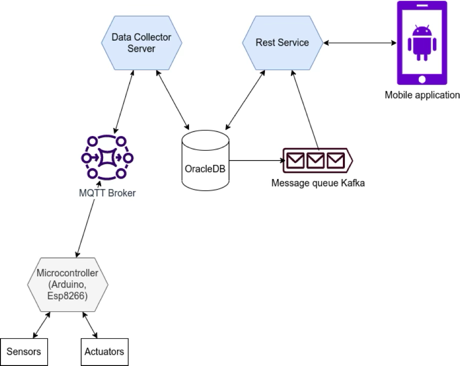 Data Collector
Server
Rest Service
Mobile application
OracleDB
Message queue Kafka
MQTT Broker
Microcontroller
(Arduino,
Esp8266)
Sensors
Actuators